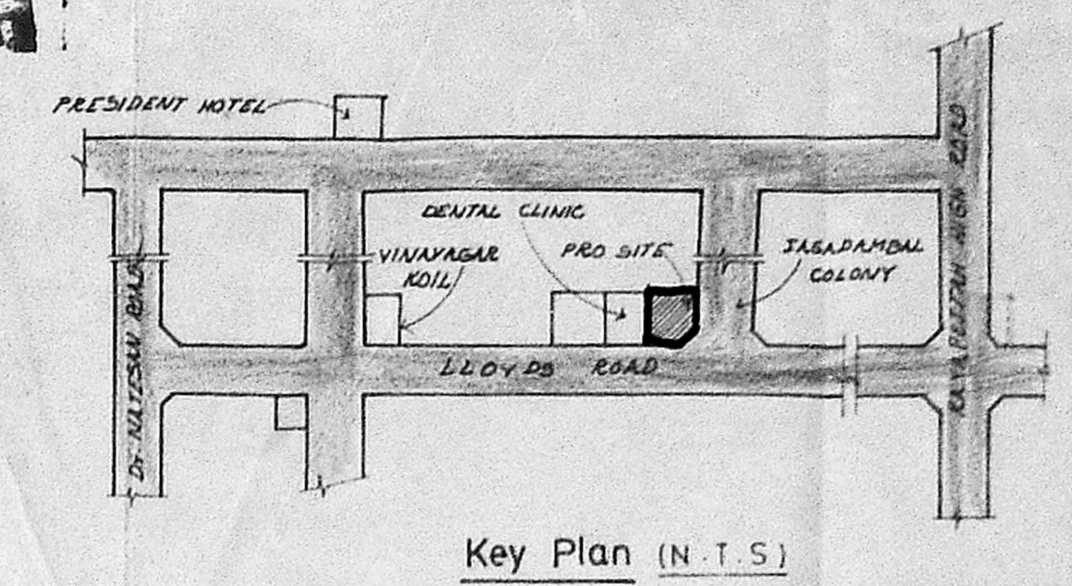 PRESIDENT HOTEL
DENTAL CLINIC
VINAYAGAR
KOIL
PRO SITE
JAGADAMBAL
COLONY
LLOYDS ROAD
Dr NATESAN ROAD
RAYAPETTAH HIGH ROAD
Key Plan (N.T.S)